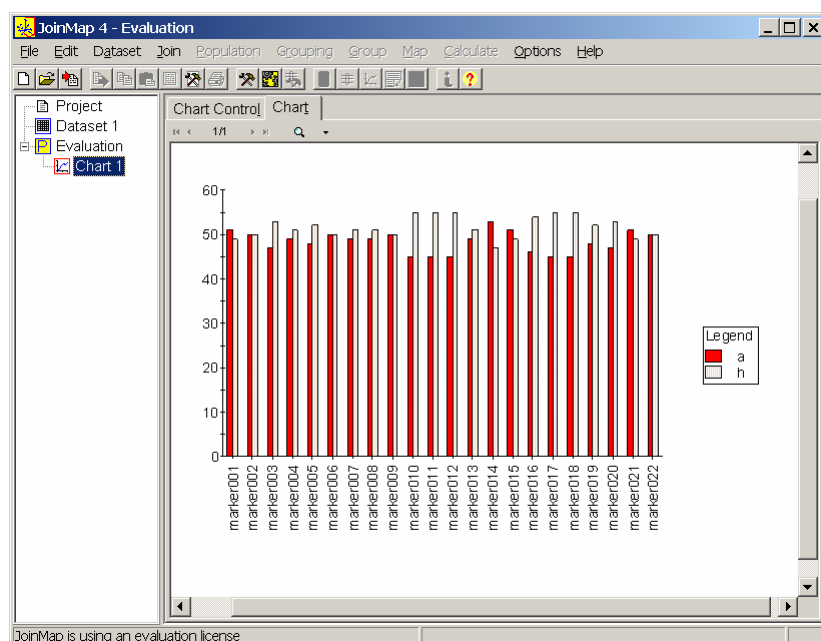 JoinMap 4 - Evaluation
File Edit Dataset Join Population Grouping Group Map Calculate Options Help
Project
Dataset 1
Evaluation
Chart 1
Chart Control Chart
1/1
60
50
40
30
20
10
0
marker001 marker002 marker003 marker004 marker005 marker006 marker007 marker008 marker009 marker010 marker011 marker012 marker013 marker014 marker015 marker016 marker017 marker018 marker019 marker020 marker021 marker022
Legend
a
h
JoinMap is using an evaluation license